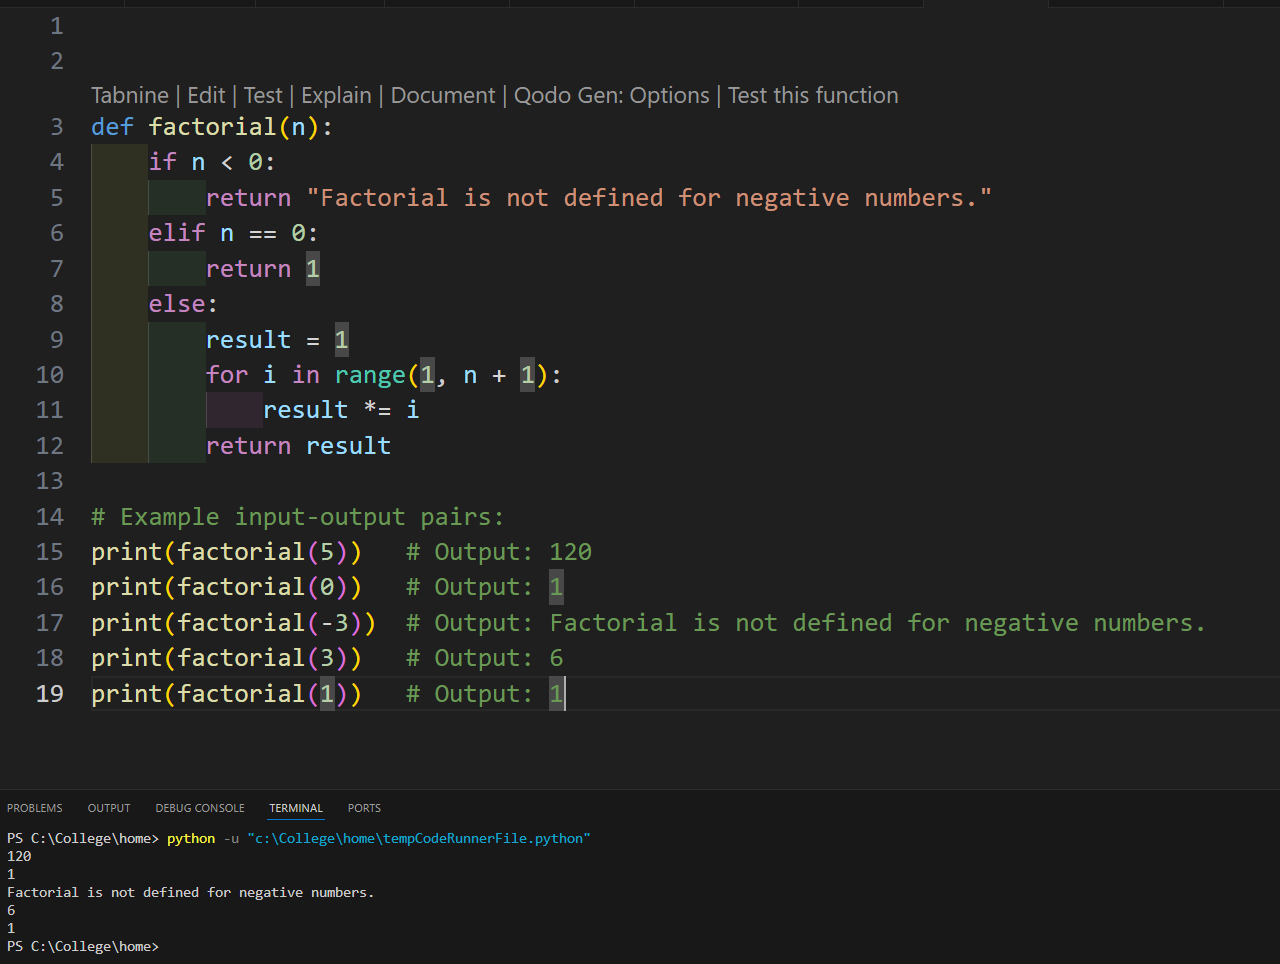 1
2
Tabnine | Edit | Test | Explain | Document | Qodo Gen: Options | Test this function
3 def factorial(n):
4     if n < 0:
5         return "Factorial is not defined for negative numbers."
6     elif n == 0:
7         return 1
8     else:
9         result = 1
10         for i in range(1, n + 1):
11             result *= i
12         return result
13
14 # Example input-output pairs:
15 print(factorial(5))   # Output: 120
16 print(factorial(0))   # Output: 1
17 print(factorial(-3))  # Output: Factorial is not defined for negative numbers.
18 print(factorial(3))   # Output: 6
19 print(factorial(1))   # Output: 1
PROBLEMS OUTPUT DEBUG CONSOLE TERMINAL PORTS
PS C:\College\home> python -u "c:\College\home\tempCodeRunnerFile.python"
120
1
Factorial is not defined for negative numbers.
6
1
PS C:\College\home>